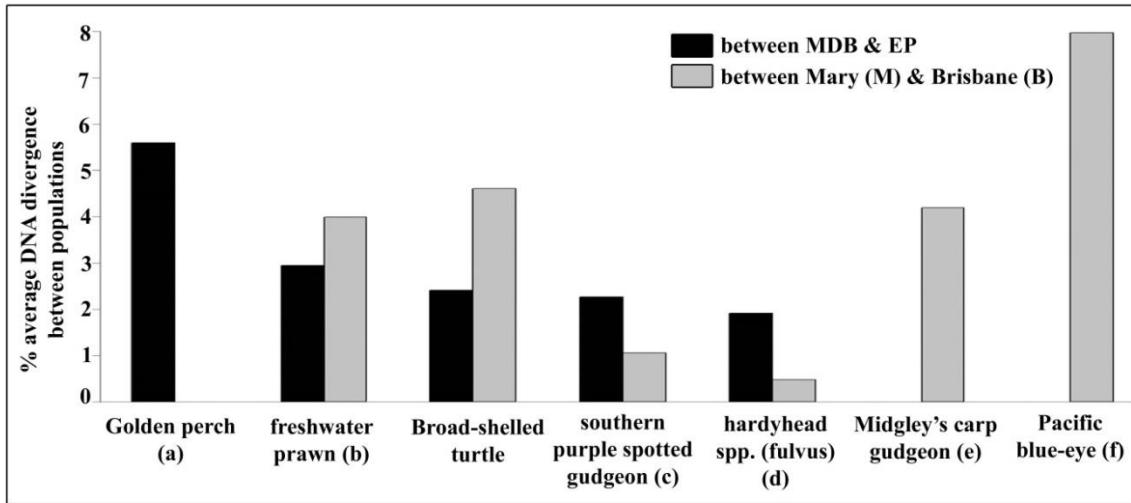 % average DNA divergence
between populations
8
7
6
5
4
3
2
1
0
between MDB & EP
between Mary (M) & Brisbane (B)
Golden perch
(a)
freshwater
prawn (b)
Broad-shelled
turtle
southern
purple spotted
gudgeon (c)
hardyhead
spp. (fulvus)
(d)
Midgley's carp
gudgeon (e)
Pacific
blue-eye (f)